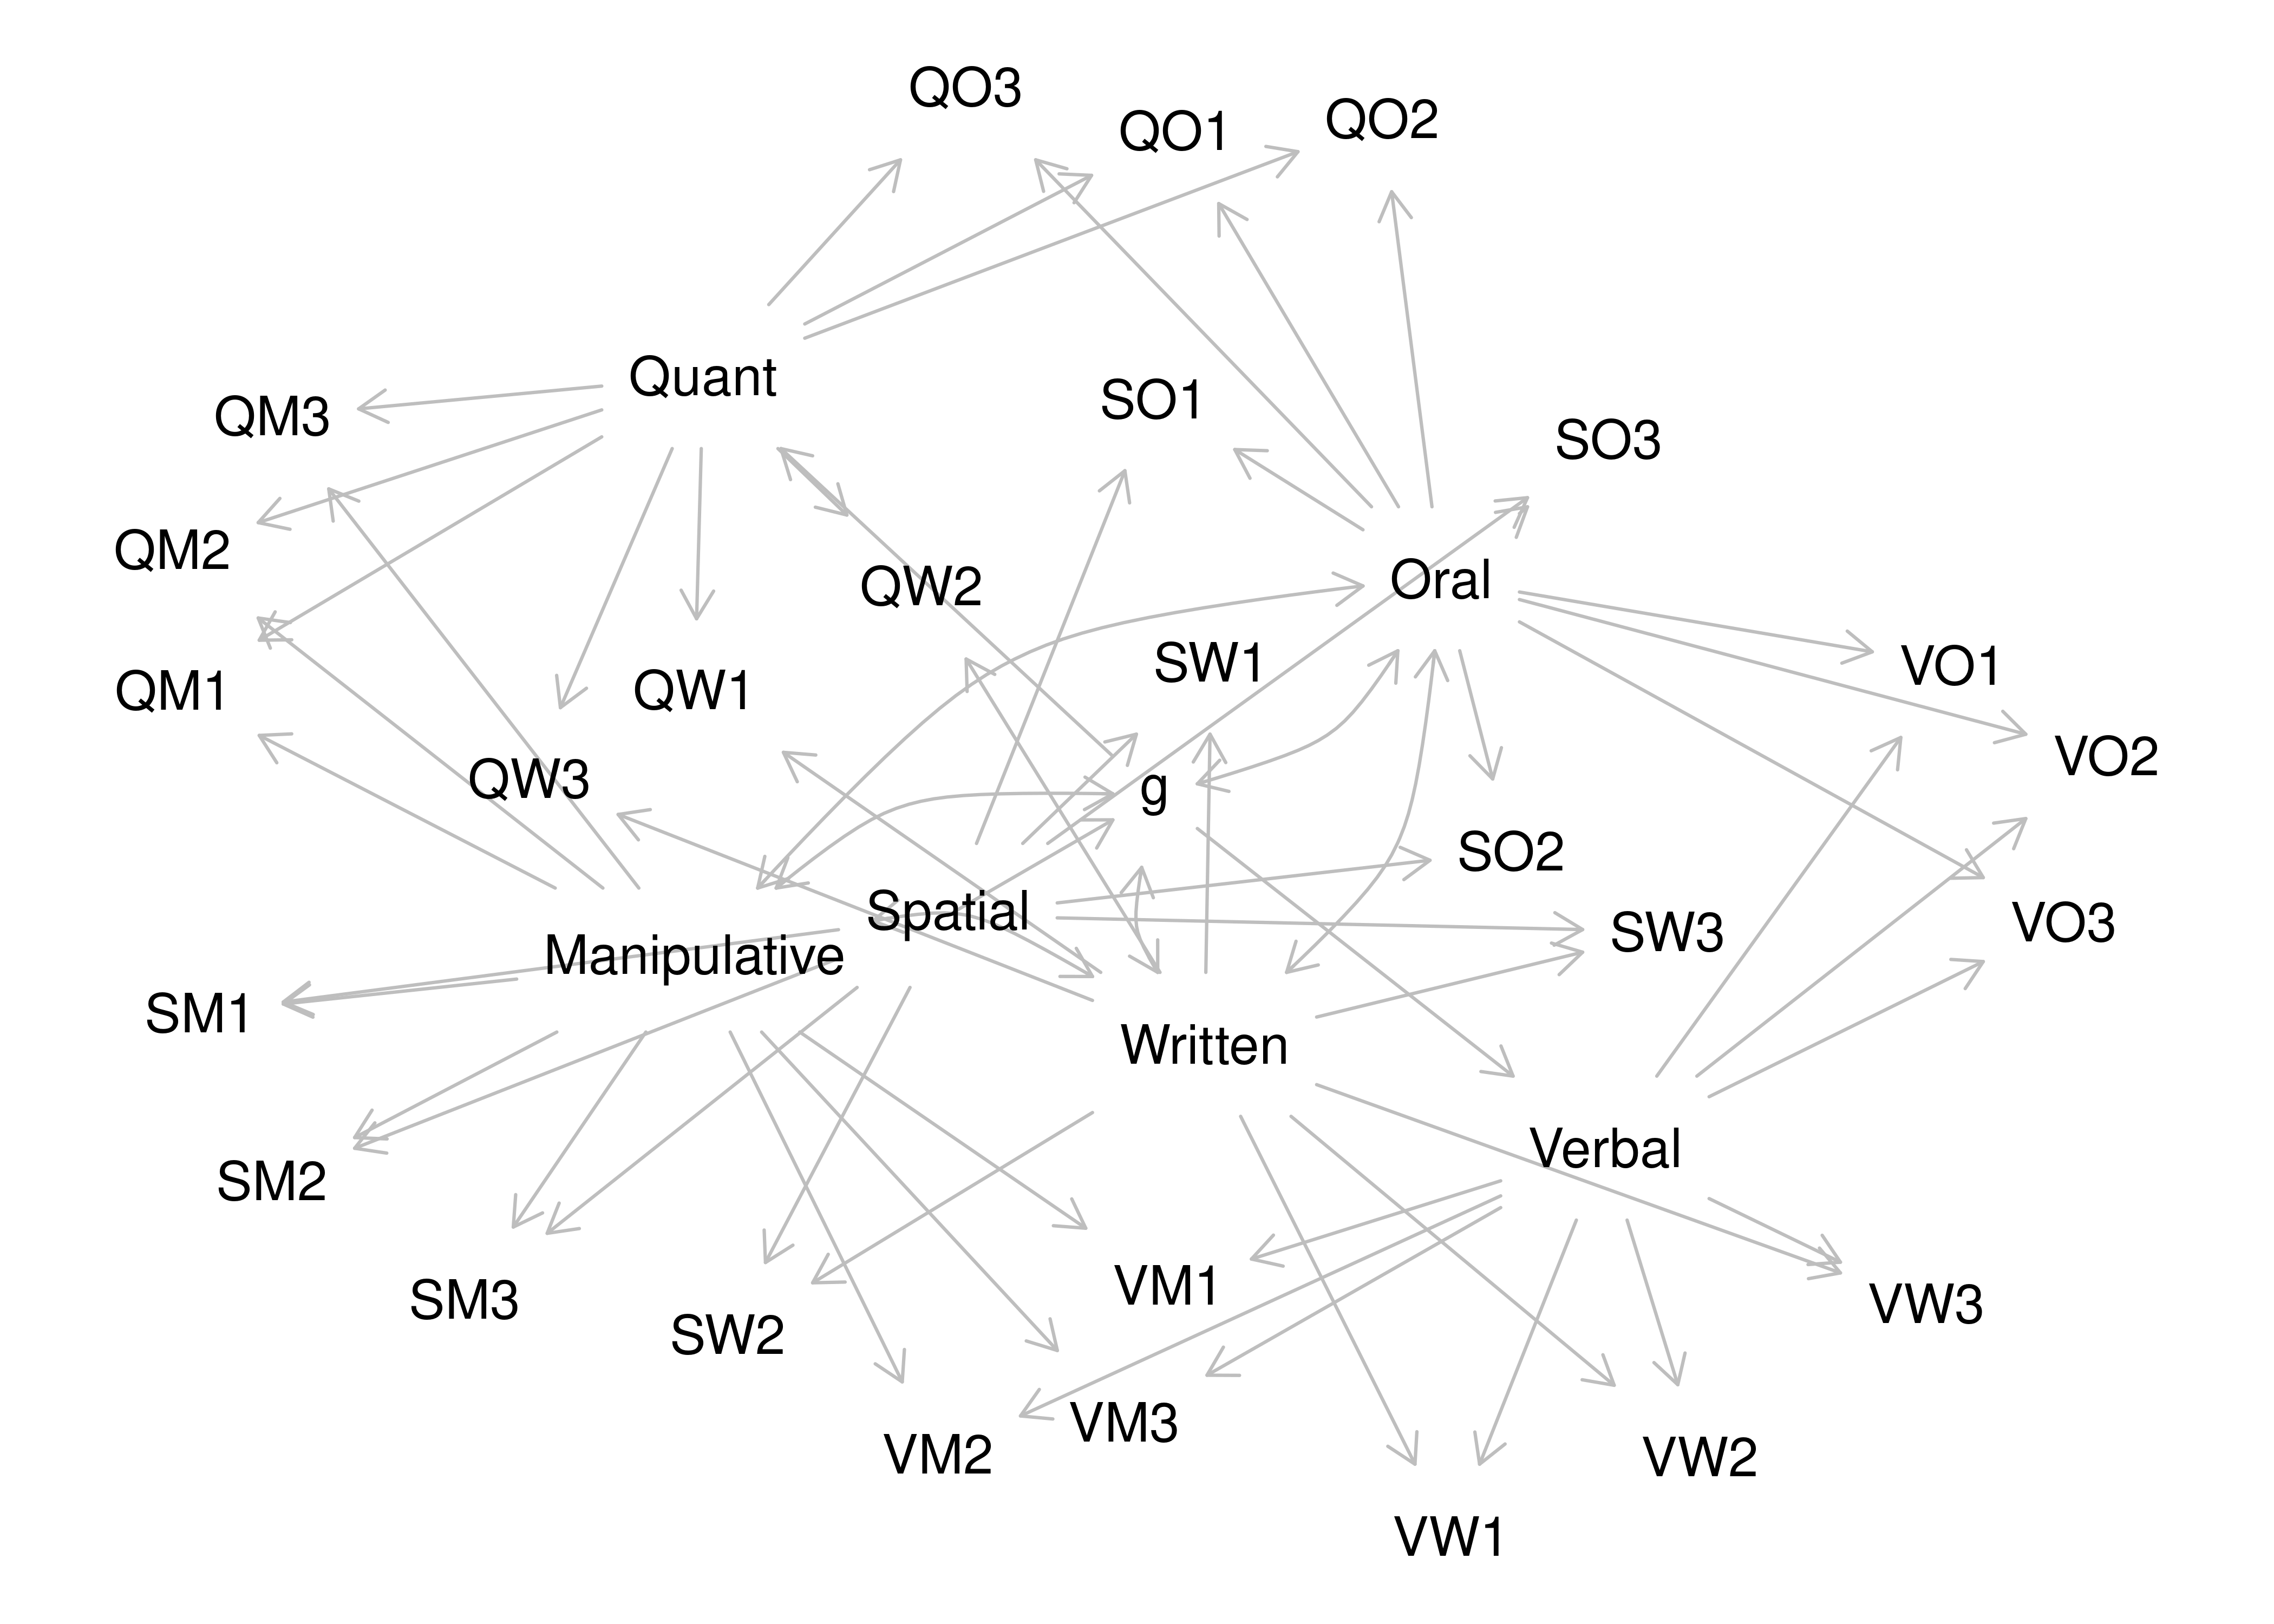 QO3
QO1
QO2
Quant
QM3
SO1
SO3
QM2
QW2
Oral
QM1
QW1
SW1
VO1
QW3
g
VO2
SO2
Spatial
SW3
VO3
Manipulative
SM1
Written
Verbal
SM2
VM1
SM3
SW2
VW3
VM3
VM2
VW2
VW1